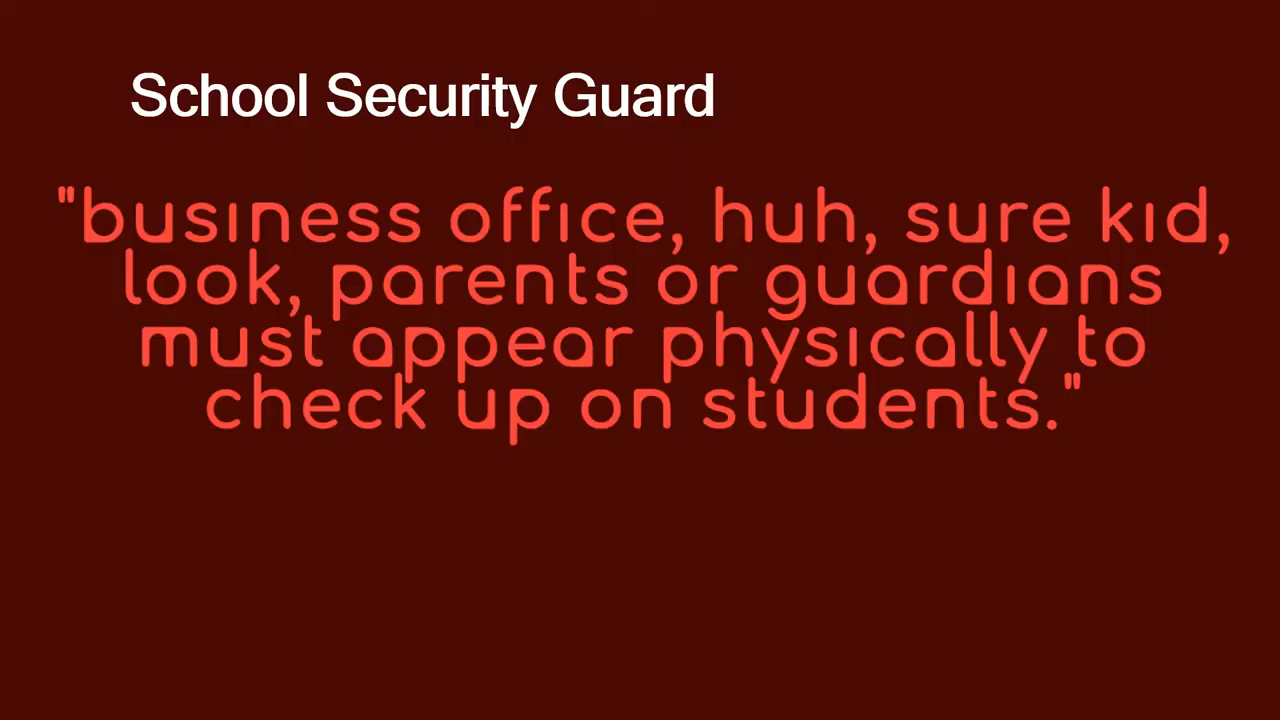 School Security Guard
"business office, huh, sure kid,
look, parents or guardians
must appear physically to
check up on students."